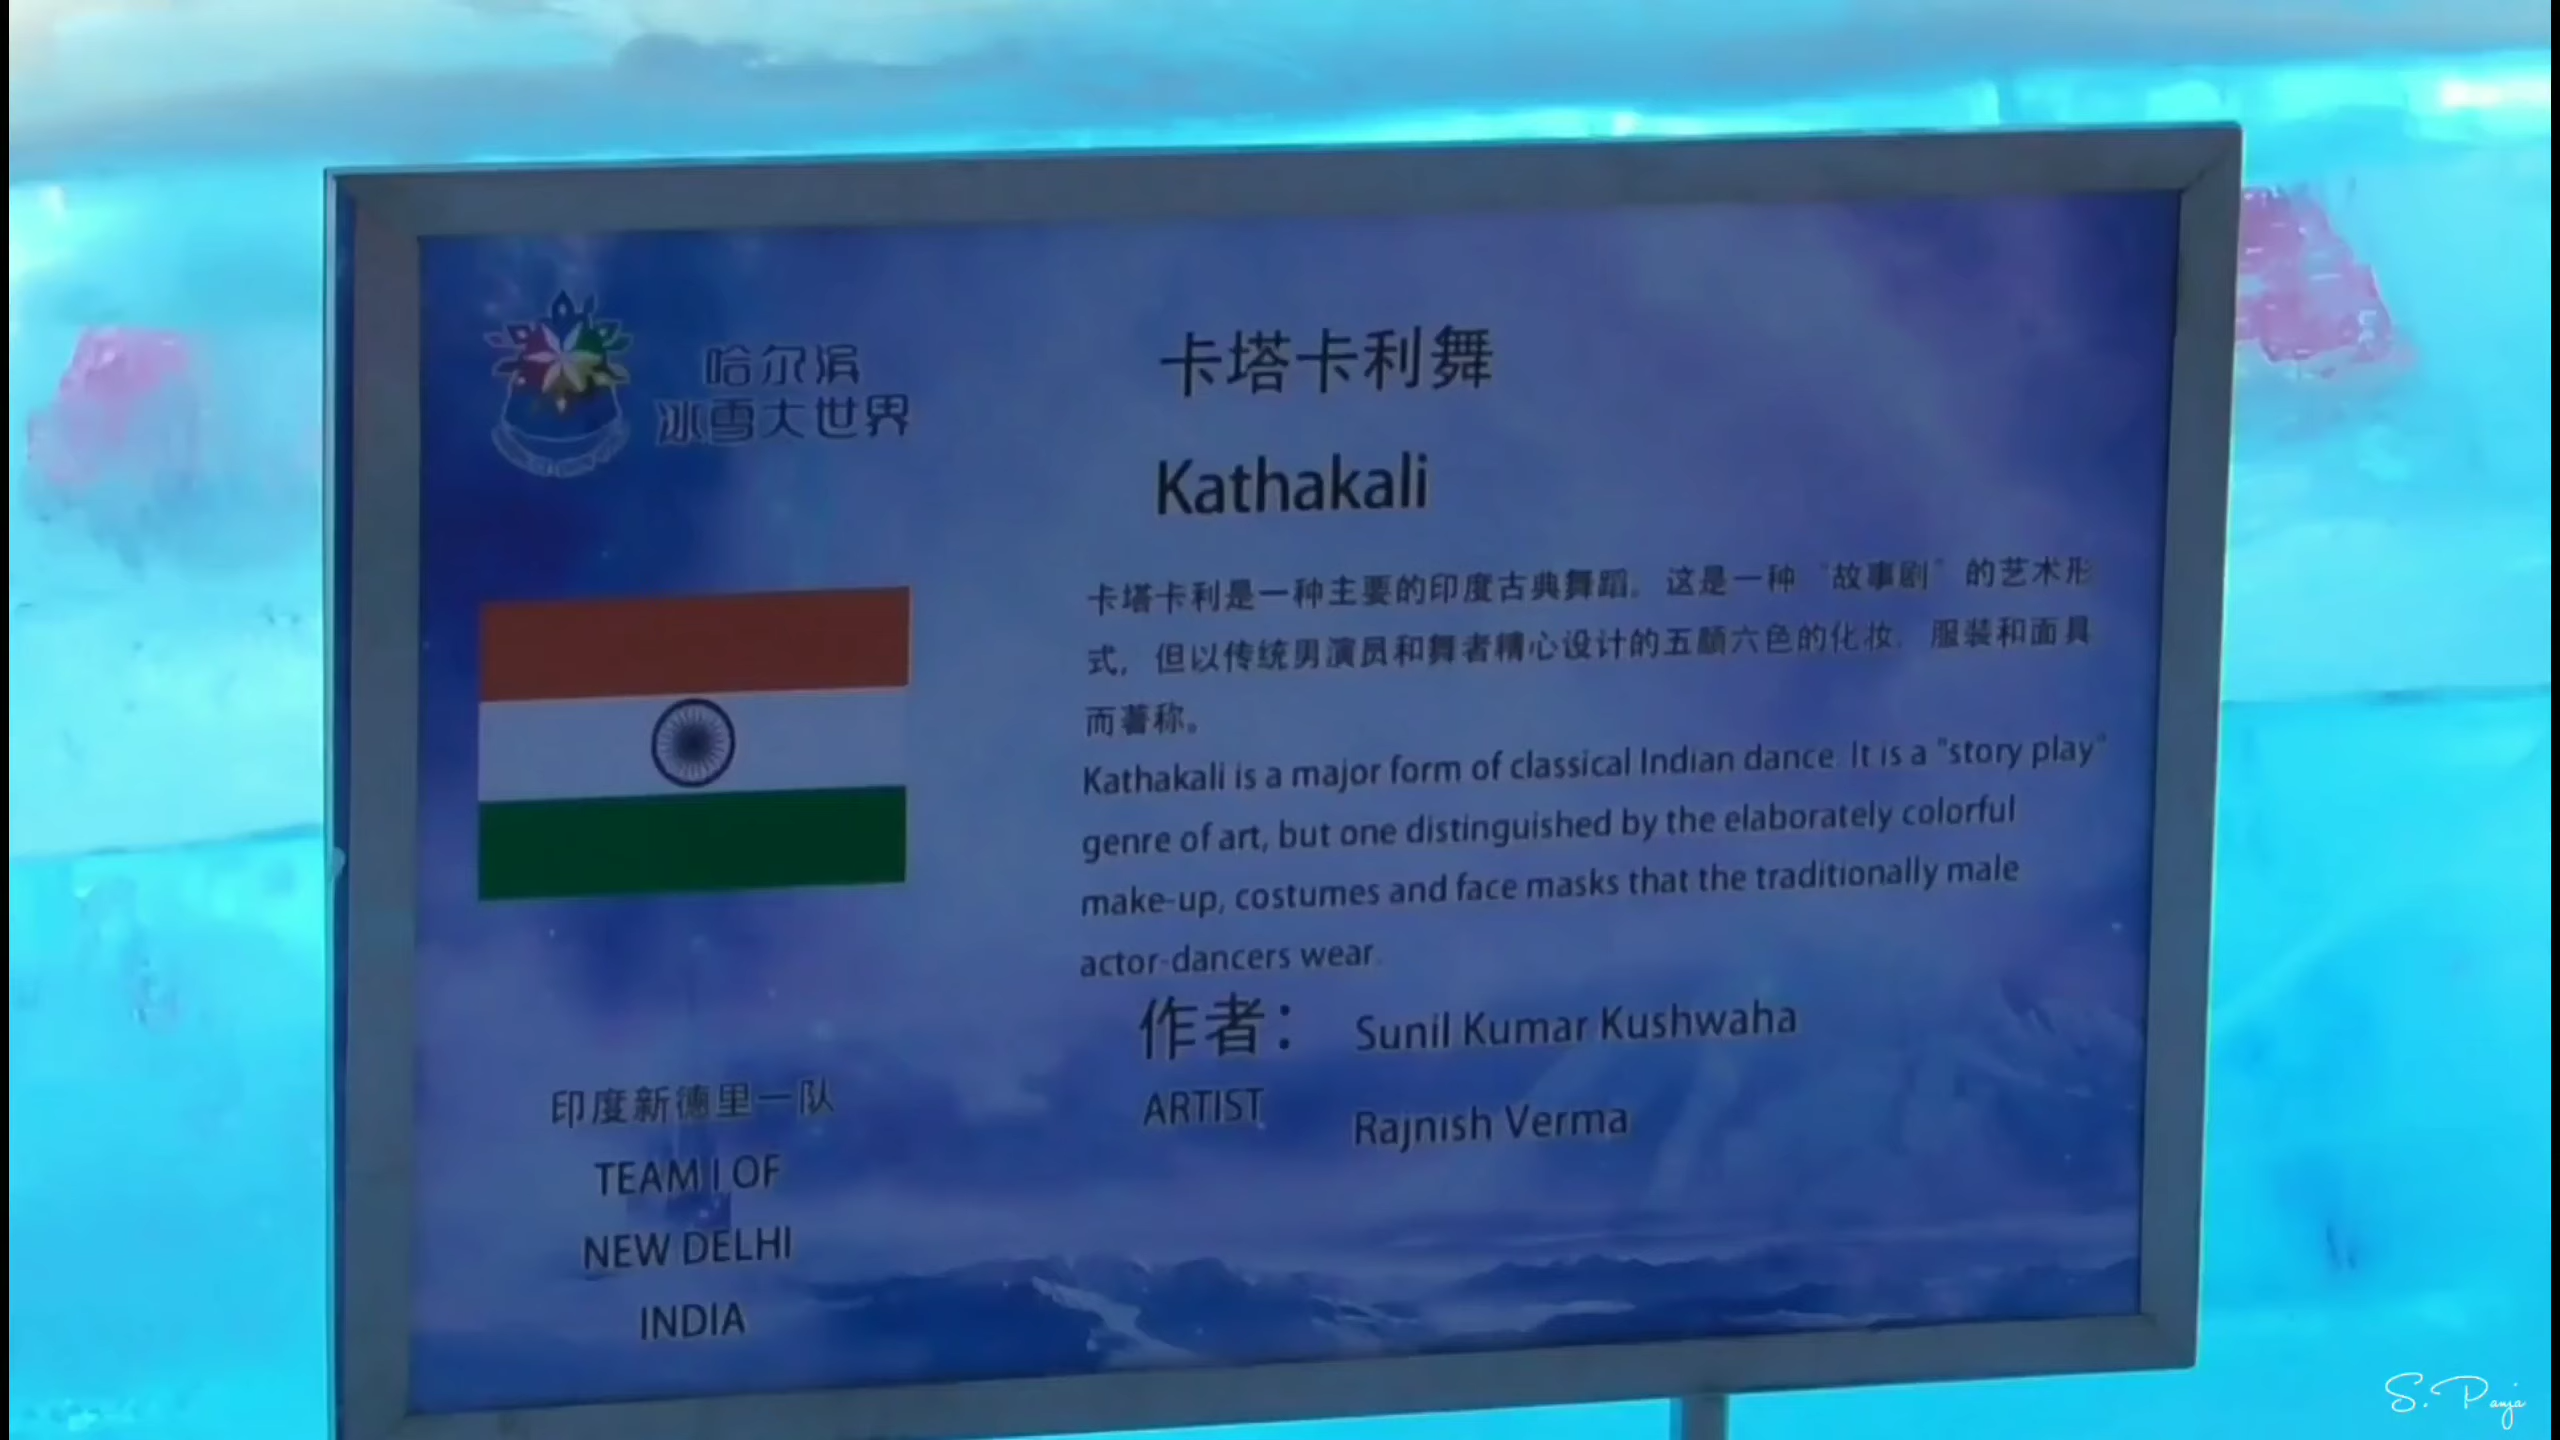 哈尔滨
冰雪大世界
卡塔卡利舞
Kathakali
卡塔卡利是一种主要的印度古典舞蹈。这是一种“故事剧”的艺术形
式，但以传统男演员和舞者精心设计的五颜六色的化妆、服装和面具
而著称。
Kathakali is a major form of classical Indian dance. It is a "story play"
genre of art, but one distinguished by the elaborately colorful
make-up, costumes and face masks that the traditionally male
actor-dancers wear.
作者： Sunil Kumar Kushwaha
ARTIST Rajnish Verma
印度新德里一队
TEAM I OF
NEW DELHI
INDIA
S. Panja